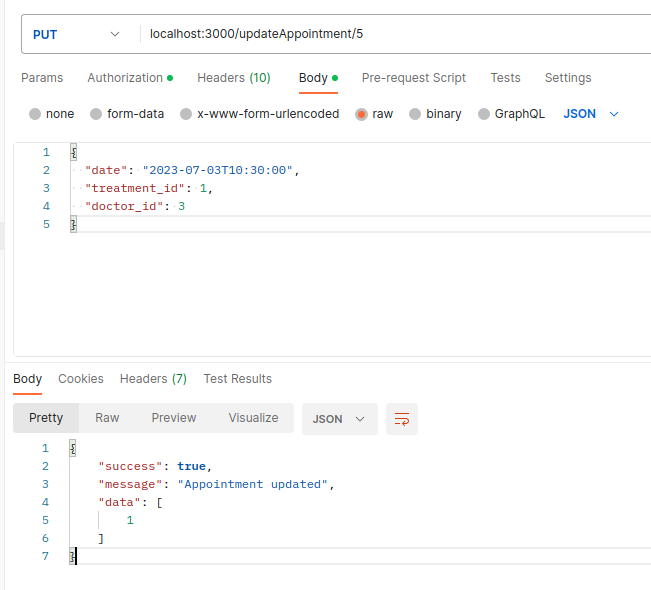 PUT localhost:3000/updateAppointment/5
Params Authorization Headers (10) Body Pre-request Script Tests Settings
none form-data x-www-form-urlencoded raw binary GraphQL JSON
1 {
2 "date": "2023-07-03T10:30:00",
3 "treatment_id": 1,
4 "doctor_id": 3
5 }
Body Cookies Headers (7) Test Results
Pretty Raw Preview Visualize JSON
1 {
2 "success": true,
3 "message": "Appointment updated",
4 "data": [
5 1
6 ]
7 }